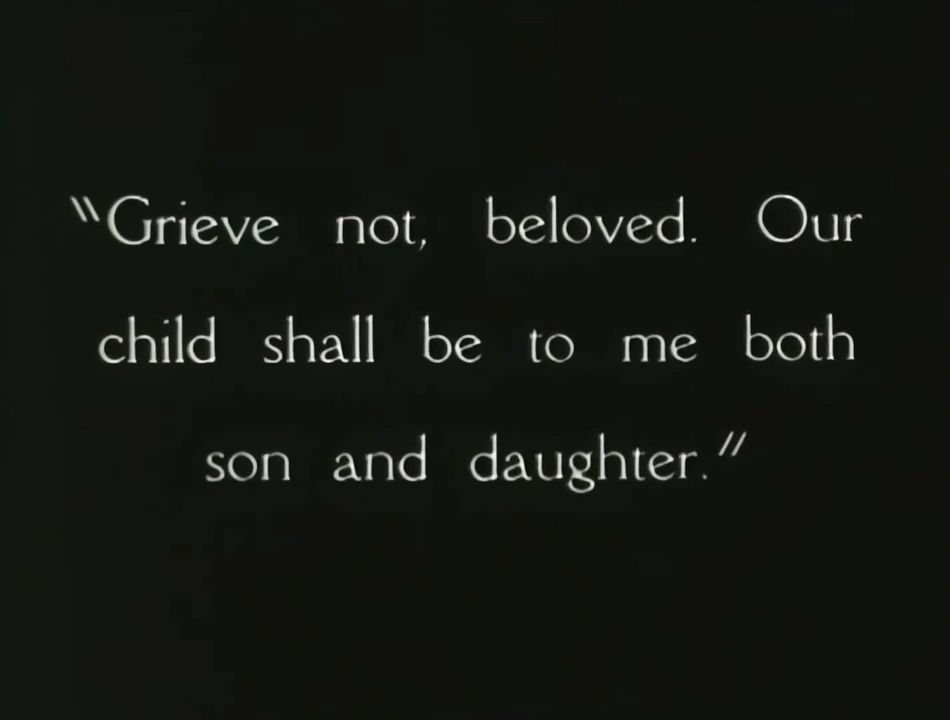 "Grieve not, beloved. Our
child shall be to me both
son and daughter."